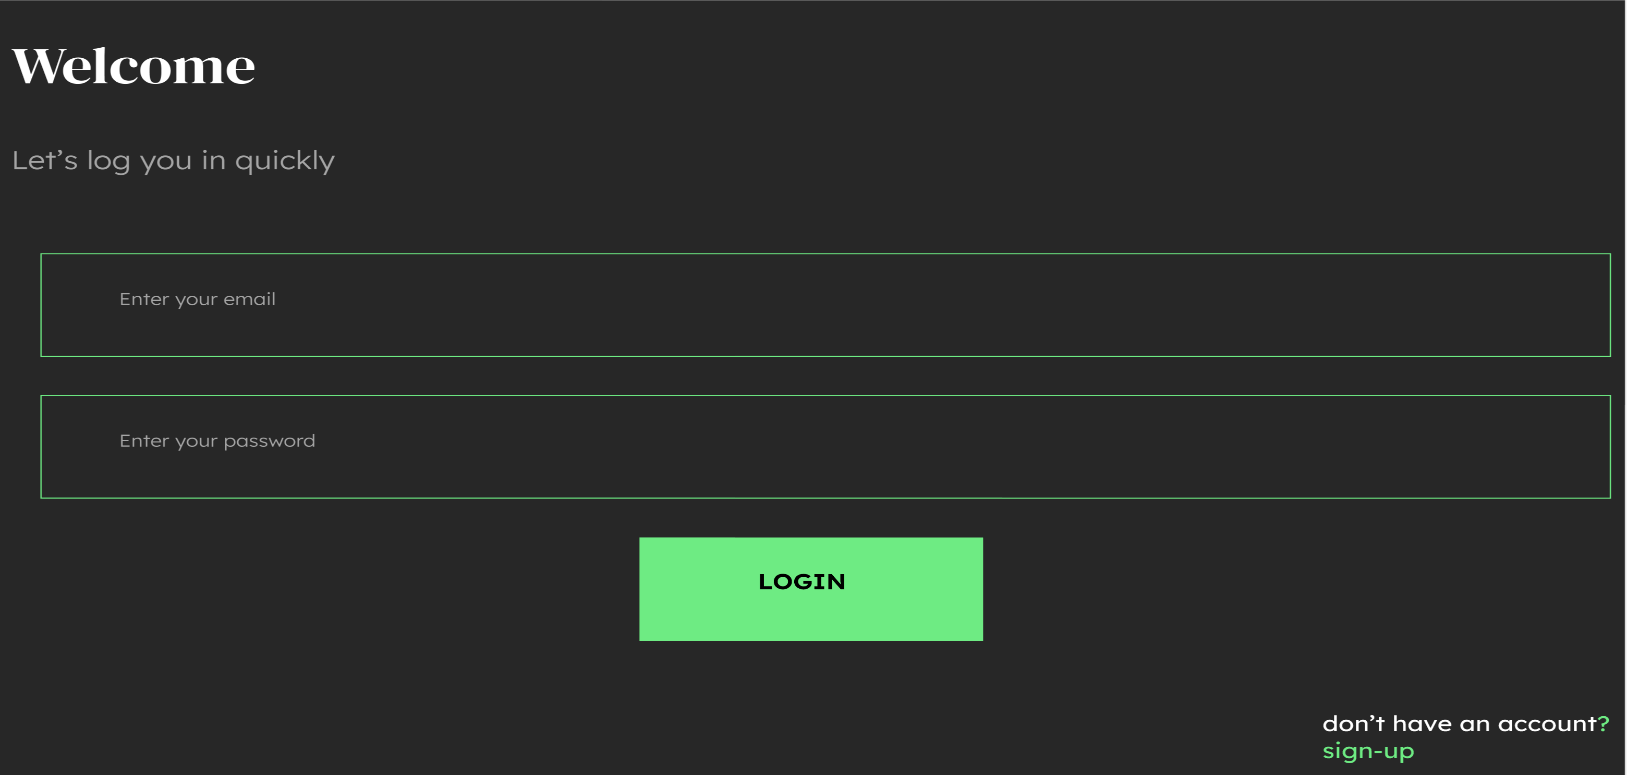 Welcome
Let’s log you in quickly
Enter your email
Enter your password
LOGIN
don’t have an account?
sign-up